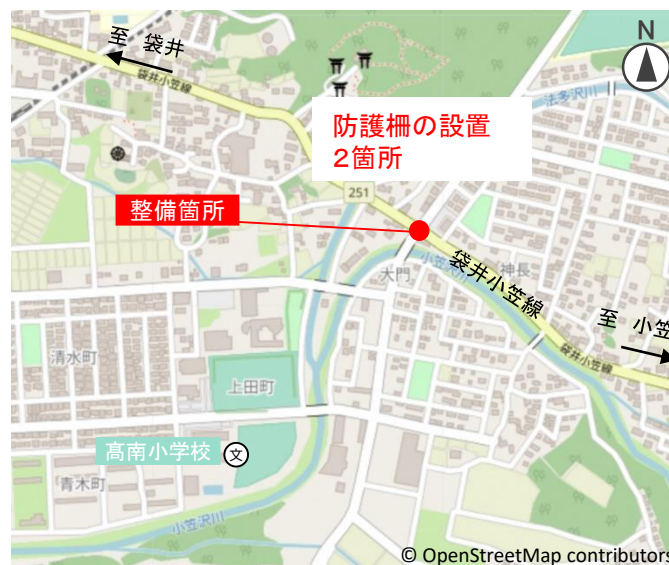 至 袋井
袋井小笠線
N
法多沢川
防護柵の設置
2箇所
251
整備箇所
大門
小笠沢川
神長
袋井小笠線
至 小笠
袋井小笠線
清水町
上田町
高南小学校
文
青木町
小笠沢川
© OpenStreetMap contributors